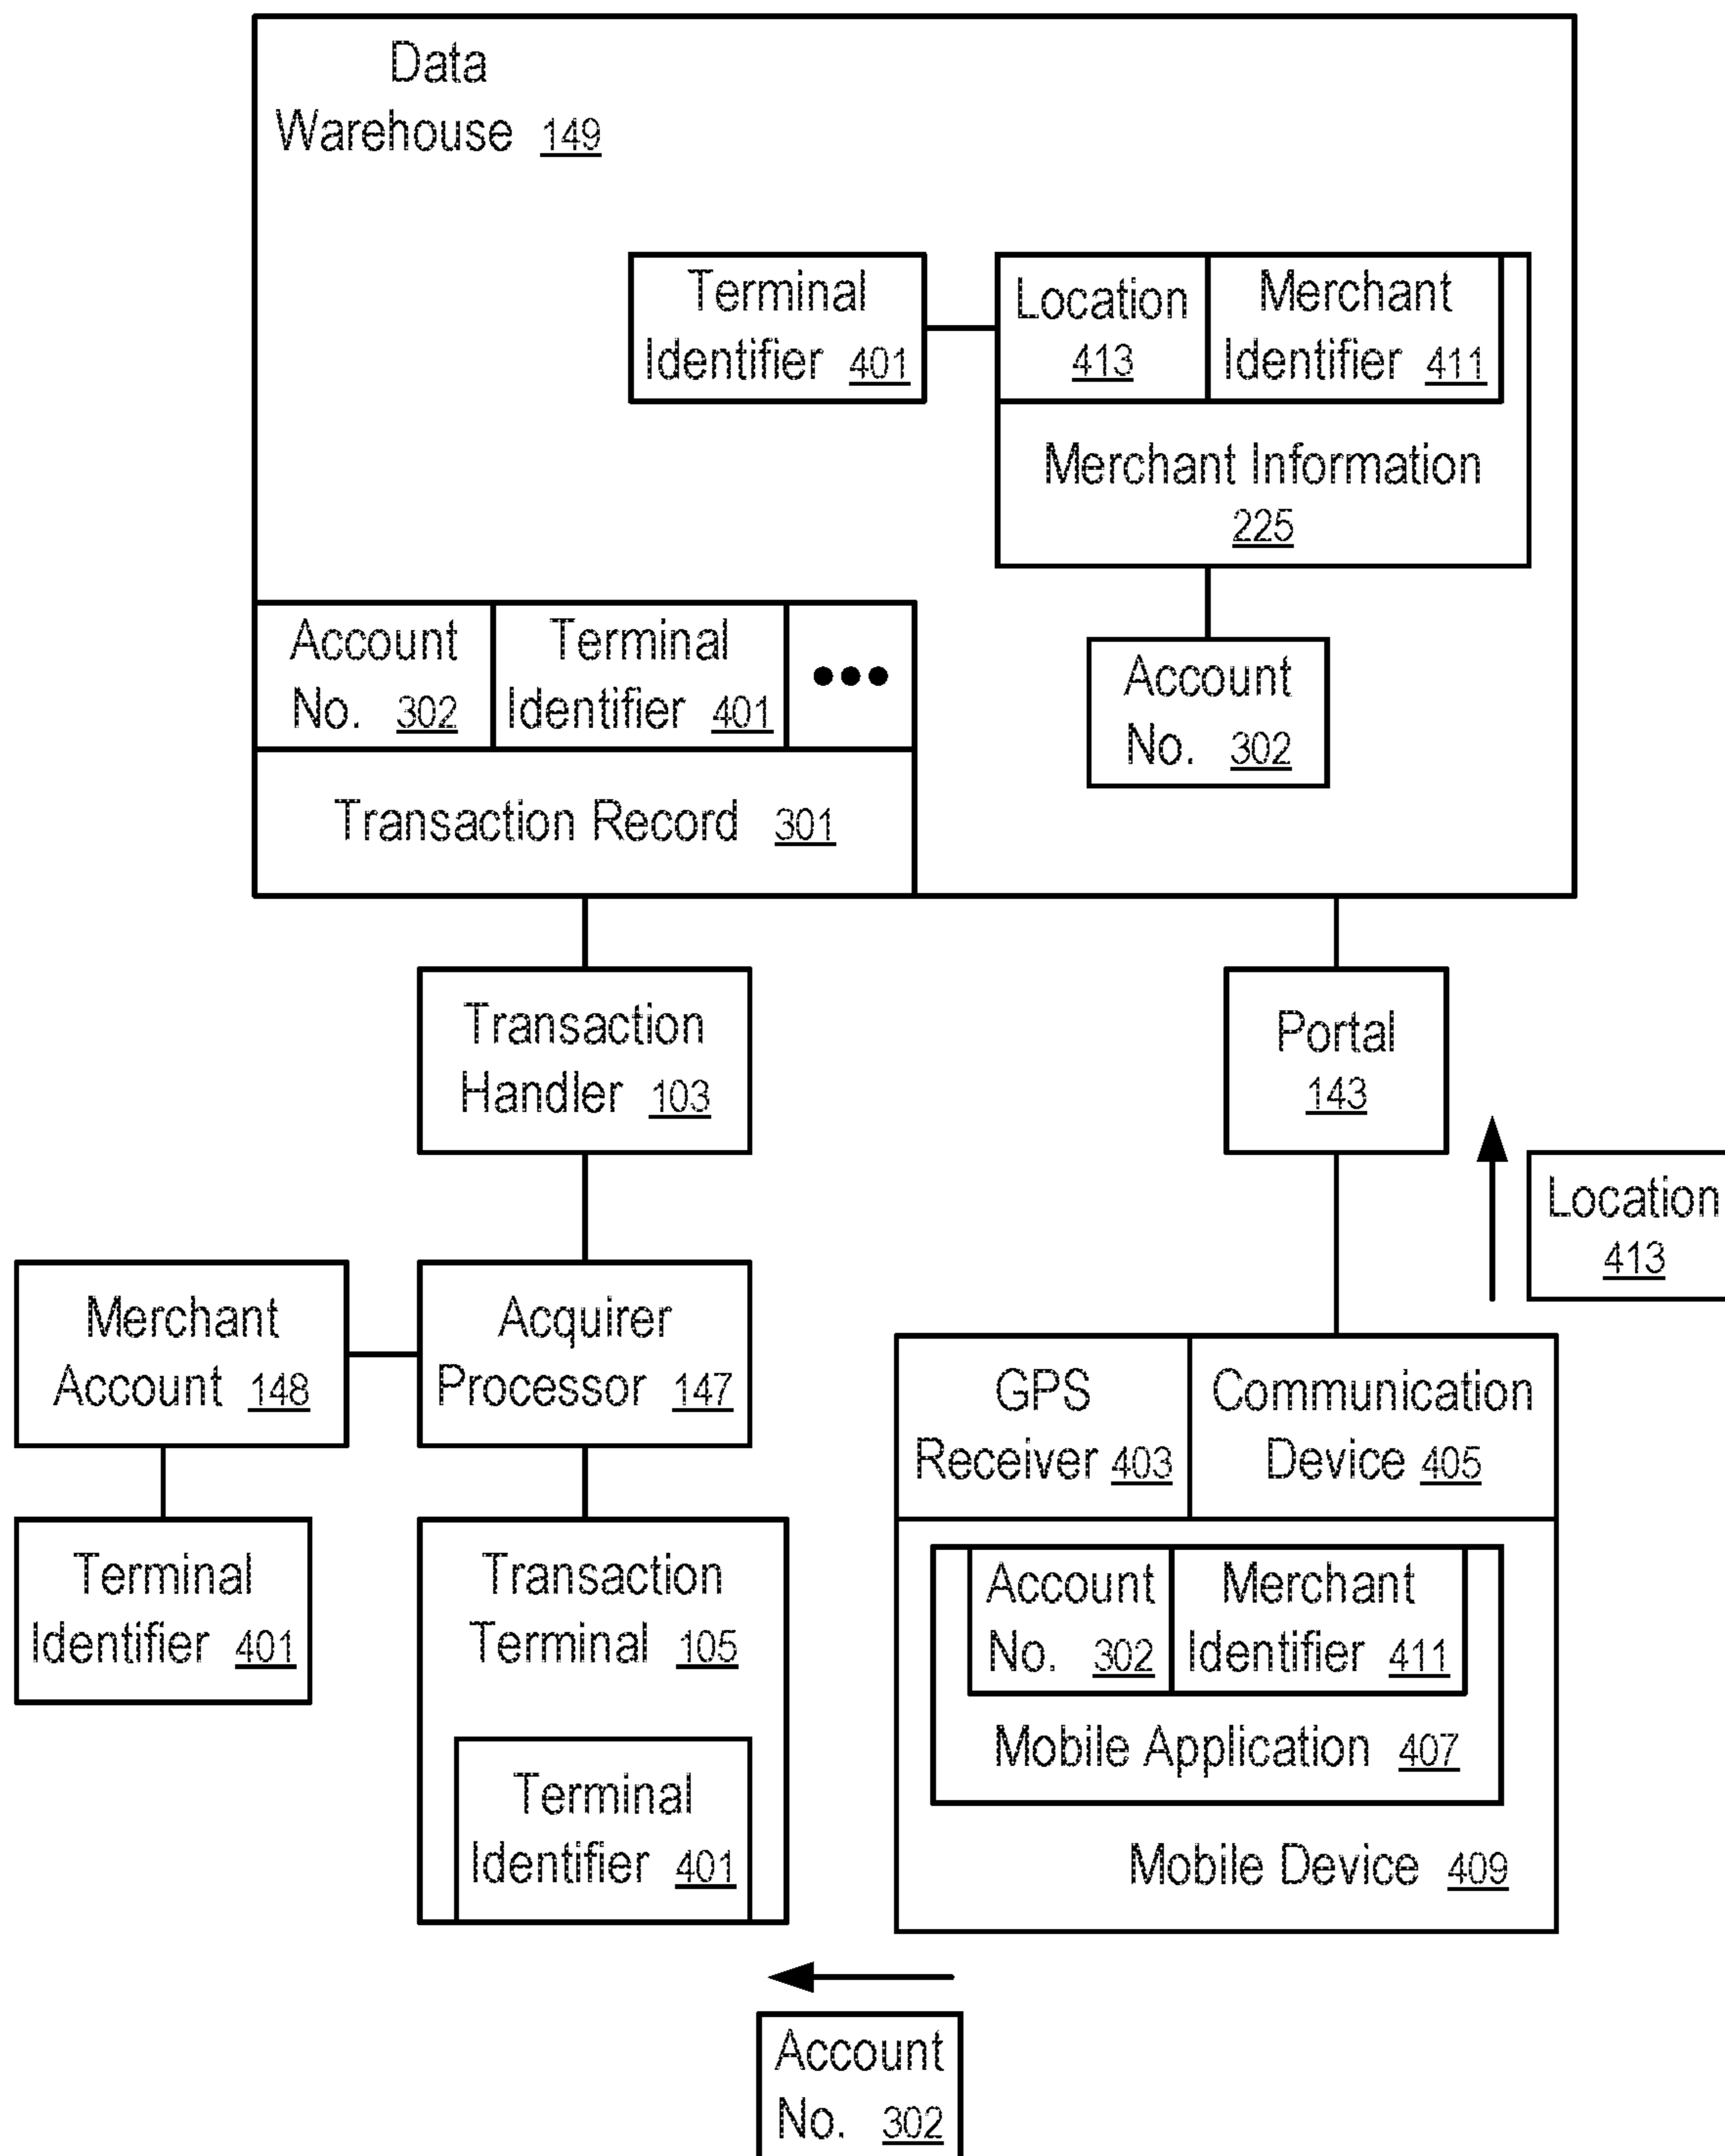 Data
Warehouse 149
Terminal
Identifier 401
Location
413
Merchant
Identifier 411
Merchant Information
225
Account
No. 302
Terminal
Identifier 401
•••
Transaction Record 301
Account
No. 302
Transaction
Handler 103
Portal
143
Location
413
Merchant
Account 148
Acquirer
Processor 147
GPS
Receiver 403
Communication
Device 405
Terminal
Identifier 401
Transaction
Terminal 105
Terminal
Identifier 401
Account
No. 302
Merchant
Identifier 411
Mobile Application 407
Mobile Device 409
Account
No. 302